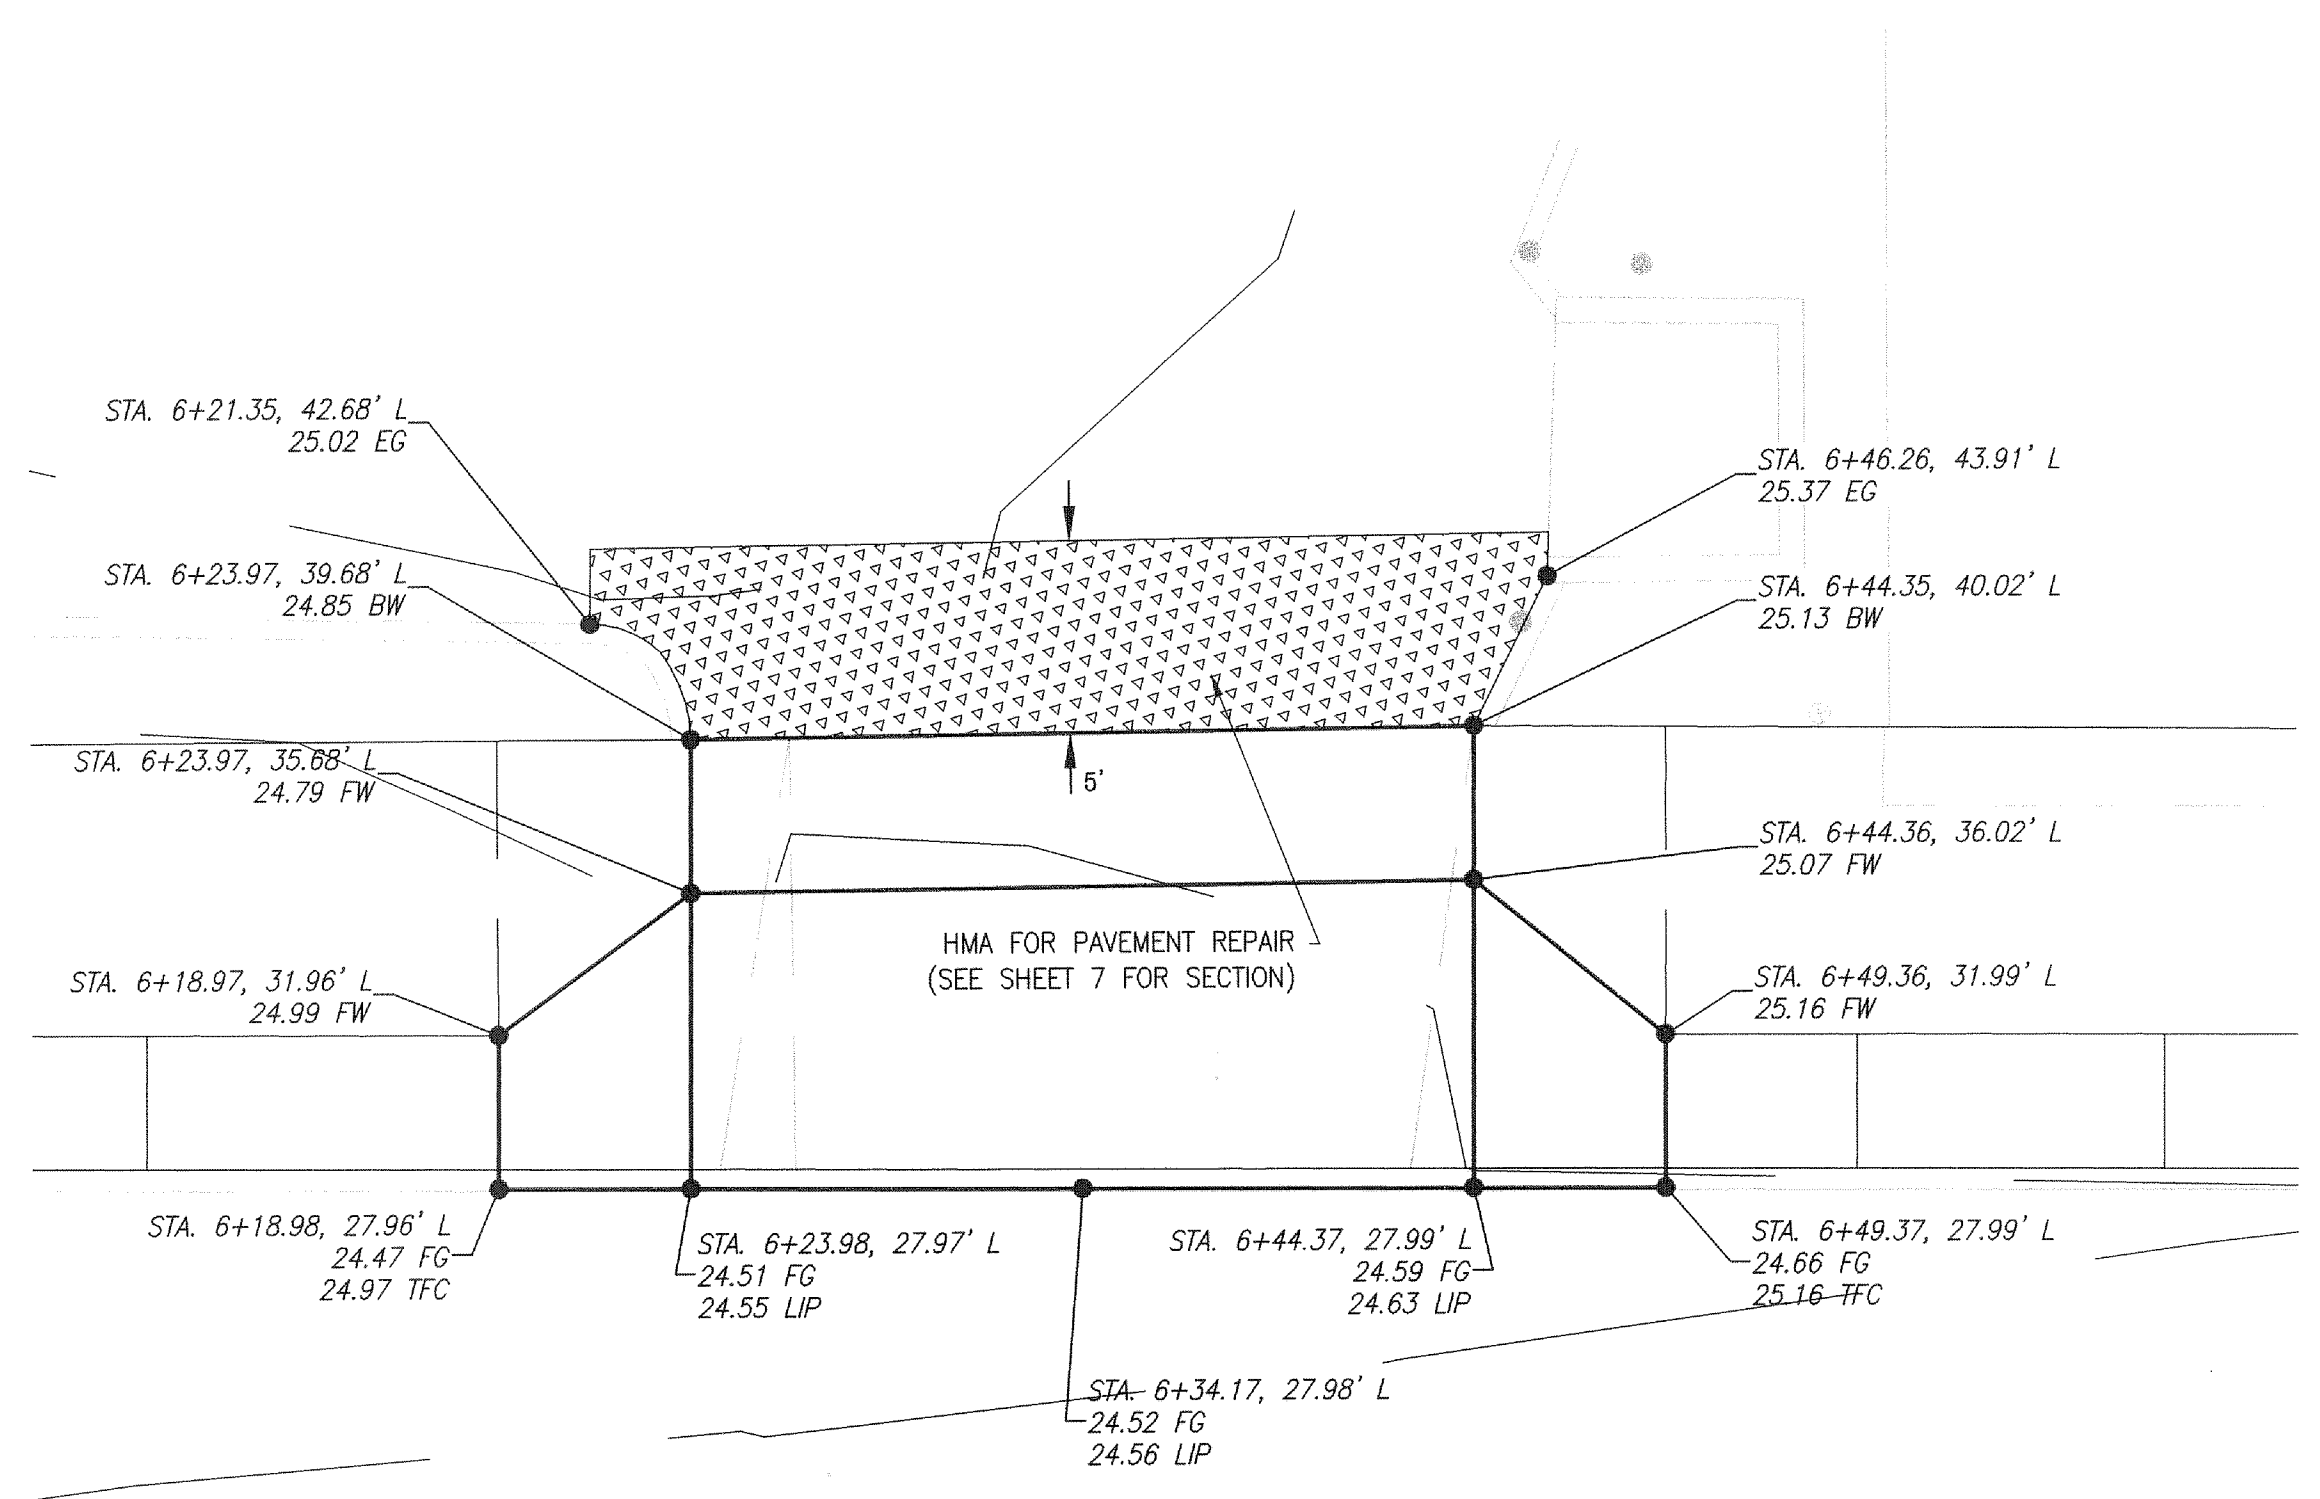 STA. 6+21.35, 42.68' L
25.02 EG
STA. 6+46.26, 43.91' L
25.37 EG
STA. 6+23.97, 39.68' L
24.85 BW
STA. 6+44.35, 40.02' L
25.13 BW
STA. 6+23.97, 35.68' L
24.79 FW
5'
STA. 6+44.36, 36.02' L
25.07 FW
HMA FOR PAVEMENT REPAIR
(SEE SHEET 7 FOR SECTION)
STA. 6+18.97, 31.96' L
24.99 FW
STA. 6+49.36, 31.99' L
25.16 FW
STA. 6+18.98, 27.96' L
24.47 FG
24.97 TFC
STA. 6+23.98, 27.97' L
24.51 FG
24.55 LIP
STA. 6+44.37, 27.99' L
24.59 FG
24.63 LIP
STA. 6+49.37, 27.99' L
24.66 FG
25.16 TFC
STA. 6+34.17, 27.98' L
24.52 FG
24.56 LIP